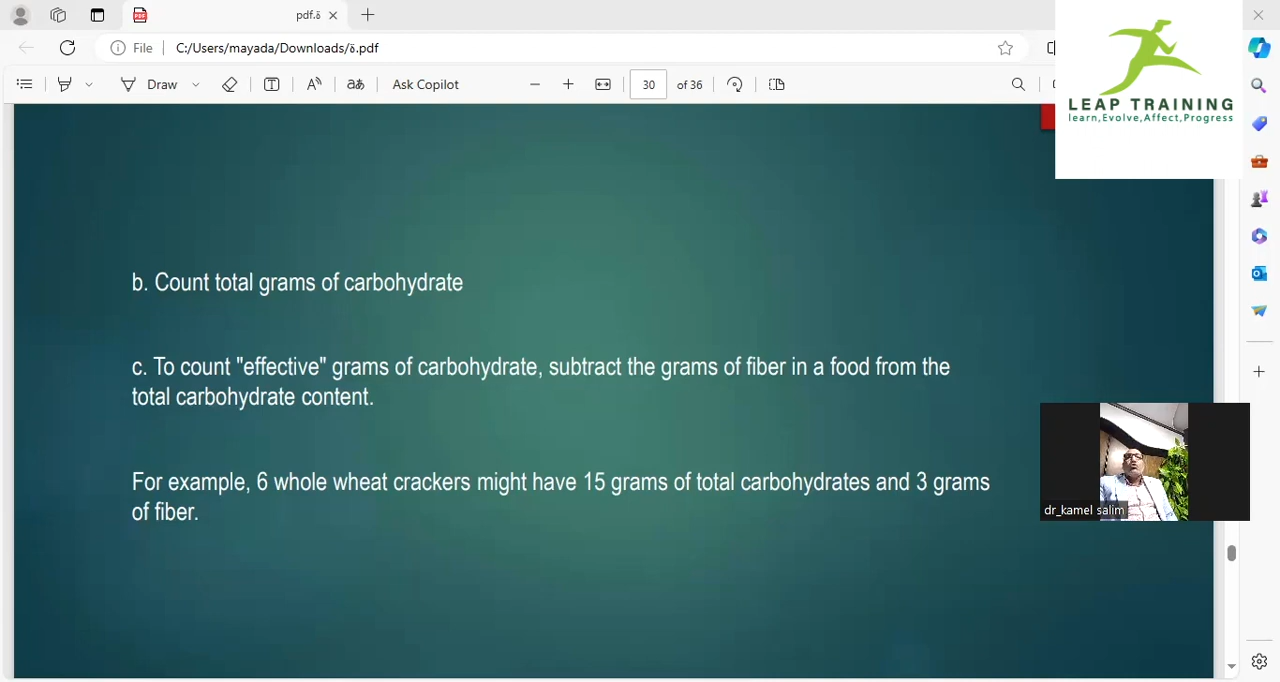 pdf.ة
File
C:/Users/mayada/Downloads/ة.pdf
Draw
Ask Copilot
30
of 36
LEAP TRAINING
learn,Evolve,Affect,Progress
b. Count total grams of carbohydrate
c. To count "effective" grams of carbohydrate, subtract the grams of fiber in a food from the
total carbohydrate content.
For example, 6 whole wheat crackers might have 15 grams of total carbohydrates and 3 grams
of fiber.
dr_kamel salim